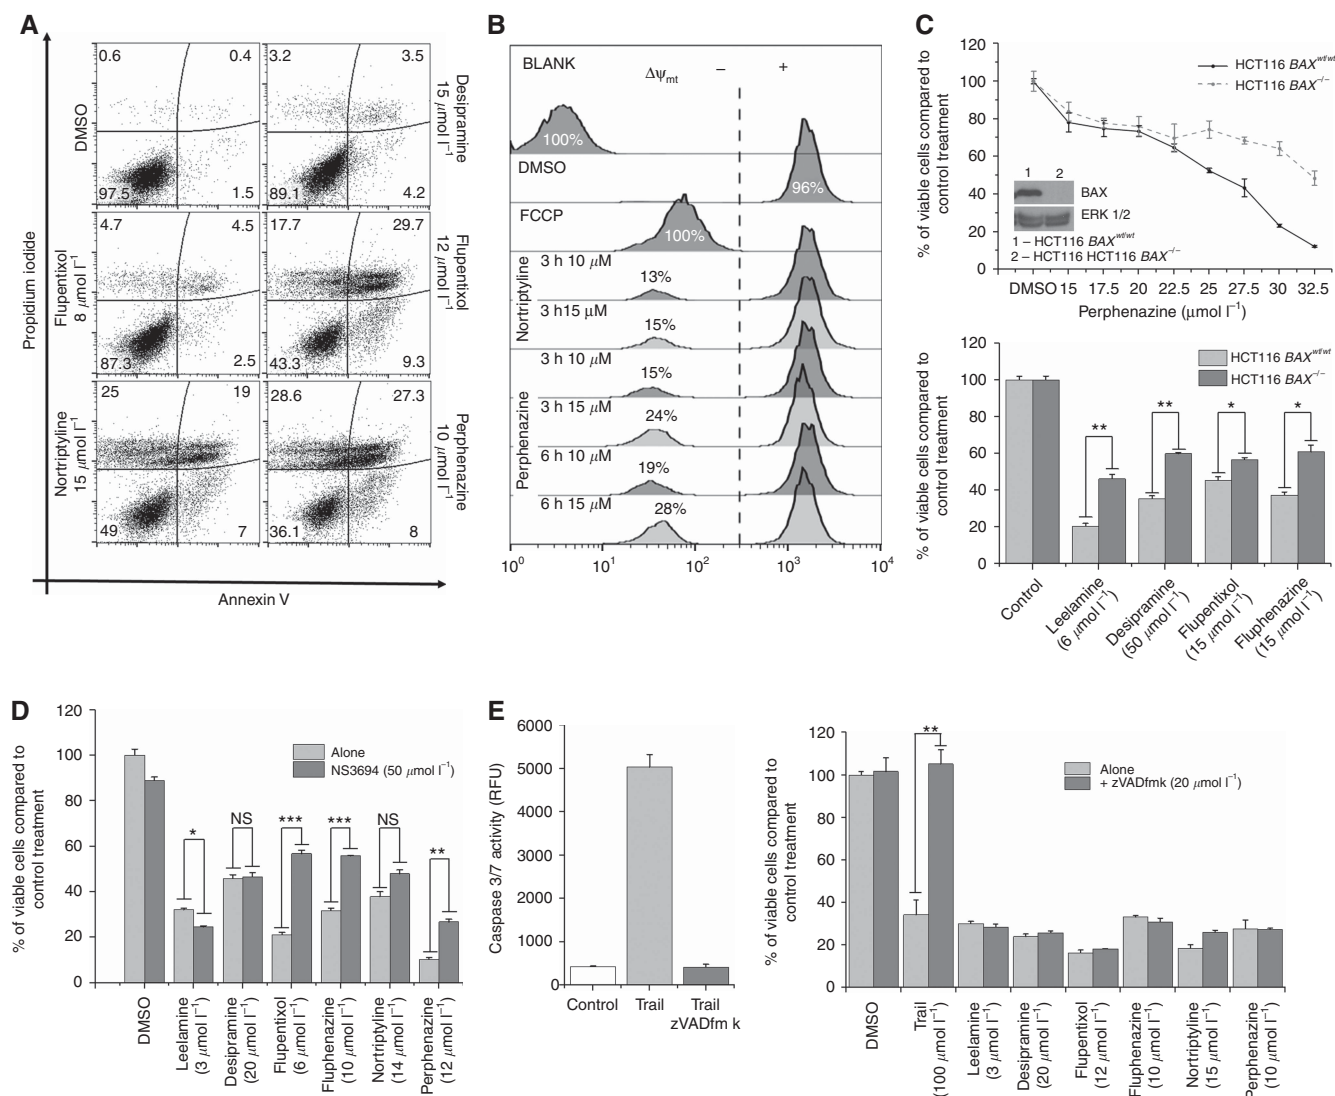 A
0.6
0.4
3.2
3.5
DMSO
Desipramine
15 μmol l⁻¹
97.5
1.5
89.1
4.2
4.7
4.5
17.7
29.7
Propidium iodide
Flupentixol
8 μmol l⁻¹
Flupentixol
12 μmol l⁻¹
87.3
2.5
43.3
9.3
25
19
28.6
27.3
Nortriptyline
15 μmol l⁻¹
Perphenazine
10 μmol l⁻¹
49
7
36.1
8
Annexin V
B
BLANK
Δψmt
–
+
100%
DMSO
96%
FCCP
100%
Nortriptyline
3 h 10 μM
13%
3 h15 μM
15%
3 h 10 μM
15%
Perphenazine
3 h 15 μM
24%
6 h 10 μM
19%
6 h 15 μM
28%
10⁰
10¹
10²
10³
10⁴
C
% of viable cells compared to
control treatment
120
100
80
60
40
20
0
HCT116 BAXwt/wt
HCT116 BAX–/–
1
2
BAX
ERK 1/2
1 – HCT116 BAXwt/wt
2 – HCT116 HCT116 BAX–/–
DMSO 15 17.5 20 22.5 25 27.5 30 32.5
Perphenazine (μmol l⁻¹)
% of viable cells compared to
control treatment
120
100
80
60
40
20
0
HCT116 BAXwt/wt
HCT116 BAX–/–
**
**
*
*
Control
Leelamine
(6 μmol l⁻¹)
Desipramine
(50 μmol l⁻¹)
Flupentixol
(15 μmol l⁻¹)
Fluphenazine
(15 μmol l⁻¹)
D
% of viable cells compared to
control treatment
120
100
80
60
40
20
0
Alone
NS3694 (50 μmol l⁻¹)
*
NS
***
***
NS
**
DMSO
Leelamine
(3 μmol l⁻¹)
Desipramine
(20 μmol l⁻¹)
Flupentixol
(6 μmol l⁻¹)
Fluphenazine
(10 μmol l⁻¹)
Nortriptyline
(14 μmol l⁻¹)
Perphenazine
(12 μmol l⁻¹)
E
Caspase 3/7 activity (RFU)
6000
5000
4000
3000
2000
1000
0
Control
Trail
Trail
zVADfm k
% of viable cells compared to
control treatment
120
100
80
60
40
20
0
**
Alone
+ zVADfmk (20 μmol l⁻¹)
DMSO
Trail
(100 μmol l⁻¹)
Leelamine
(3 μmol l⁻¹)
Desipramine
(20 μmol l⁻¹)
Flupentixol
(12 μmol l⁻¹)
Fluphenazine
(10 μmol l⁻¹)
Nortriptyline
(15 μmol l⁻¹)
Perphenazine
(10 μmol l⁻¹)